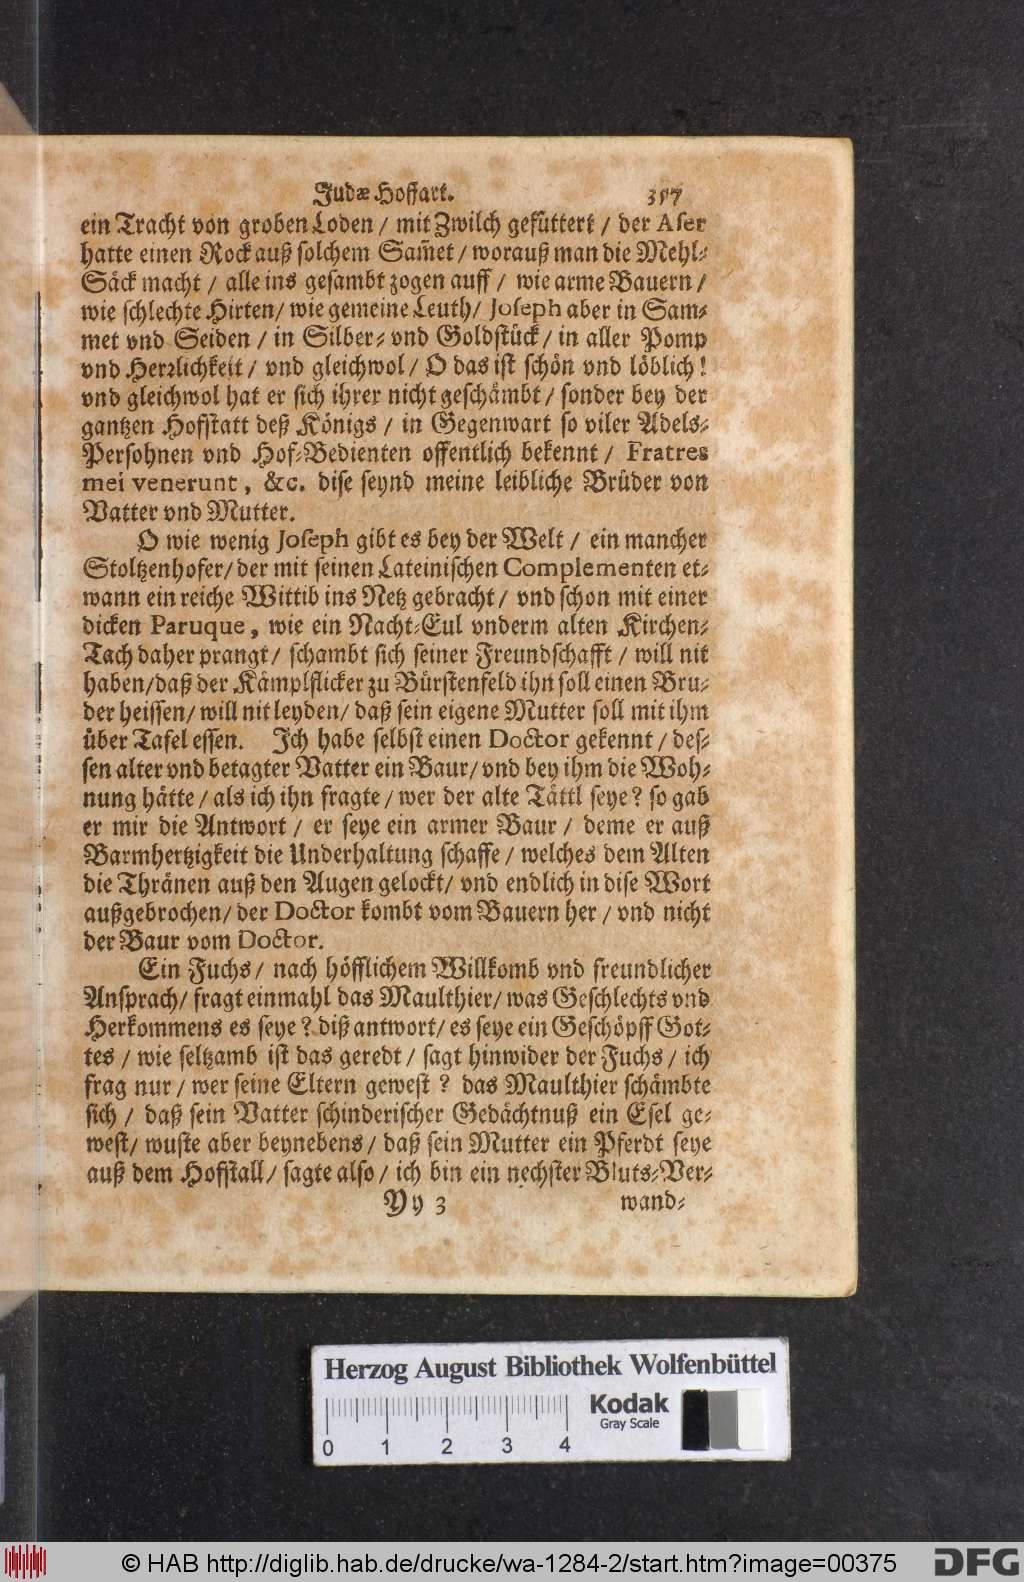 Judæ Hoffart. 357
ein Tracht von groben Loden / mit Zwilch gefüttert / der Aser
hatte einen Rock auß solchem Sam̃et / worauß man die Mehl-
Säck macht / alle ins gesambt zogen auff / wie arme Bauern /
wie schlechte Hirten / wie gemeine Leuth / Joseph aber in Sam-
met vnd Seiden / in Silber- vnd Goldstück / in aller Pomp
vnd Herrlichkeit / vnd gleichwol / O das ist schön vnd löblich!
vnd gleichwol hat er sich ihrer nicht geschämbt / sonder bey der
gantzen Hofstatt deß Königs / in Gegenwart so viler Adels-
Persohnen vnd Hof-Bedienten offentlich bekennt / Fratres
mei venerunt, &c. dise seynd meine leibliche Brüder von
Vatter vnd Mutter.
O wie wenig Joseph gibt es bey der Welt / ein mancher
Stoltzenhofer / der mit seinen Lateinischen Complementen et-
wann ein reiche Wittib ins Netz gebracht / vnd schon mit einer
dicken Paruque, wie ein Nacht-Eul vnderm alten Kirchen-
Tach daher prangt / schambt sich seiner Freundschafft / will nit
haben / daß der Kämplflicker zu Bürstenfeld ihn soll einen Bru-
der heissen / will nit leyden / daß sein eigene Mutter soll mit ihm
über Tafel essen. Ich habe selbst einen Doctor gekennt / des-
sen alter vnd betagter Vatter ein Baur / vnd bey ihm die Woh-
nung hätte / als ich ihn fragte / wer der alte Tättl seye? so gab
er mir die Antwort / er seye ein armer Baur / deme er auß
Barmhertzigkeit die Underhaltung schaffe / welches dem Alten
die Thränen auß den Augen gelockt / vnd endlich in dise Wort
außgebrochen / der Doctor kombt vom Bauern her / vnd nicht
der Baur vom Doctor.
Ein Fuchs / nach höfflichem Willkomb vnd freundlicher
Ansprach / fragt einmahl das Maulthier / was Geschlechts vnd
Herkommens es seye? diß antwort / es seye ein Geschöpff Got-
tes / wie seltzamb ist das geredt / sagt hinwider der Fuchs / ich
frag nur / wer seine Eltern gewest? das Maulthier schämbte
sich / daß sein Vatter schinderischer Gedächtnuß ein Esel ge-
west / wuste aber beynebens / daß sein Mutter ein Pferdt seye
auß dem Hofstall / sagte also / ich bin ein nechster Bluts-Ver-
Yy 3 wand-
Herzog August Bibliothek Wolfenbüttel
Kodak
Gray Scale
0 1 2 3 4
© HAB http://diglib.hab.de/drucke/wa-1284-2/start.htm?image=00375
DFG